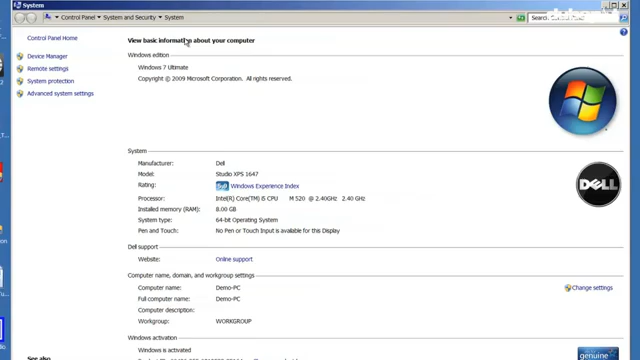 System
Control Panel ▸ System and Security ▸ System
Search
Control Panel Home
Device Manager
Remote settings
System protection
Advanced system settings
View basic information about your computer
Windows edition
Windows 7 Ultimate
Copyright © 2009 Microsoft Corporation. All rights reserved.
System
Manufacturer: Dell
Model: Studio XPS 1647
Rating: Windows Experience Index
Processor: Intel(R) Core(TM) i5 CPU M 520 @ 2.40GHz 2.40 GHz
Installed memory (RAM): 8.00 GB
System type: 64-bit Operating System
Pen and Touch: No Pen or Touch Input is available for this Display
DELL
Dell support
Website: Online support
Computer name, domain, and workgroup settings
Computer name: Demo-PC
Change settings
Full computer name: Demo-PC
Computer description:
Workgroup: WORKGROUP
Windows activation
Windows is activated
See also
genuine